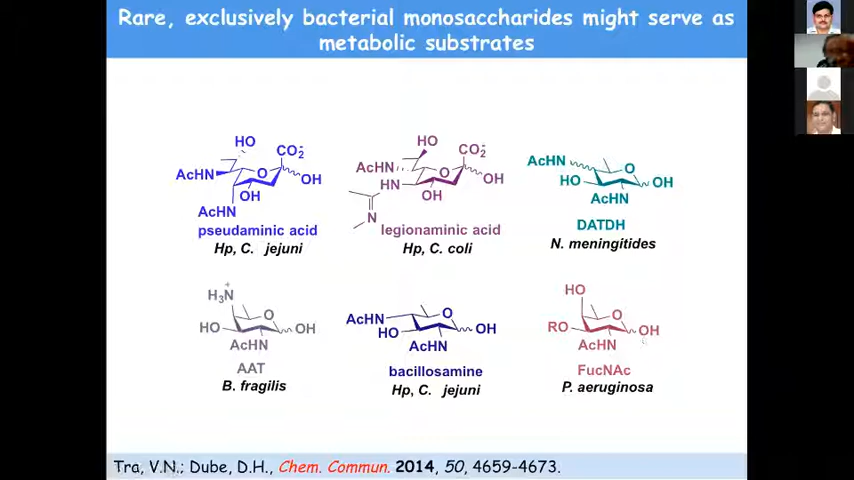 Rare, exclusively bacterial monosaccharides might serve as
metabolic substrates
HO
CO2-
AcHN
O
OH
OH
AcHN
pseudaminic acid
Hp, C. jejuni
HO
CO2-
AcHN
O
OH
HN
OH
N
legionaminic acid
Hp, C. coli
AcHN
O
HO
OH
AcHN
DATDH
N. meningitides
+
H3N
O
HO
OH
AcHN
AAT
B. fragilis
AcHN
O
HO
OH
AcHN
bacillosamine
Hp, C. jejuni
HO
O
RO
OH
AcHN
FucNAc
P. aeruginosa
Tra, V.N.; Dube, D.H., Chem. Commun. 2014, 50, 4659-4673.